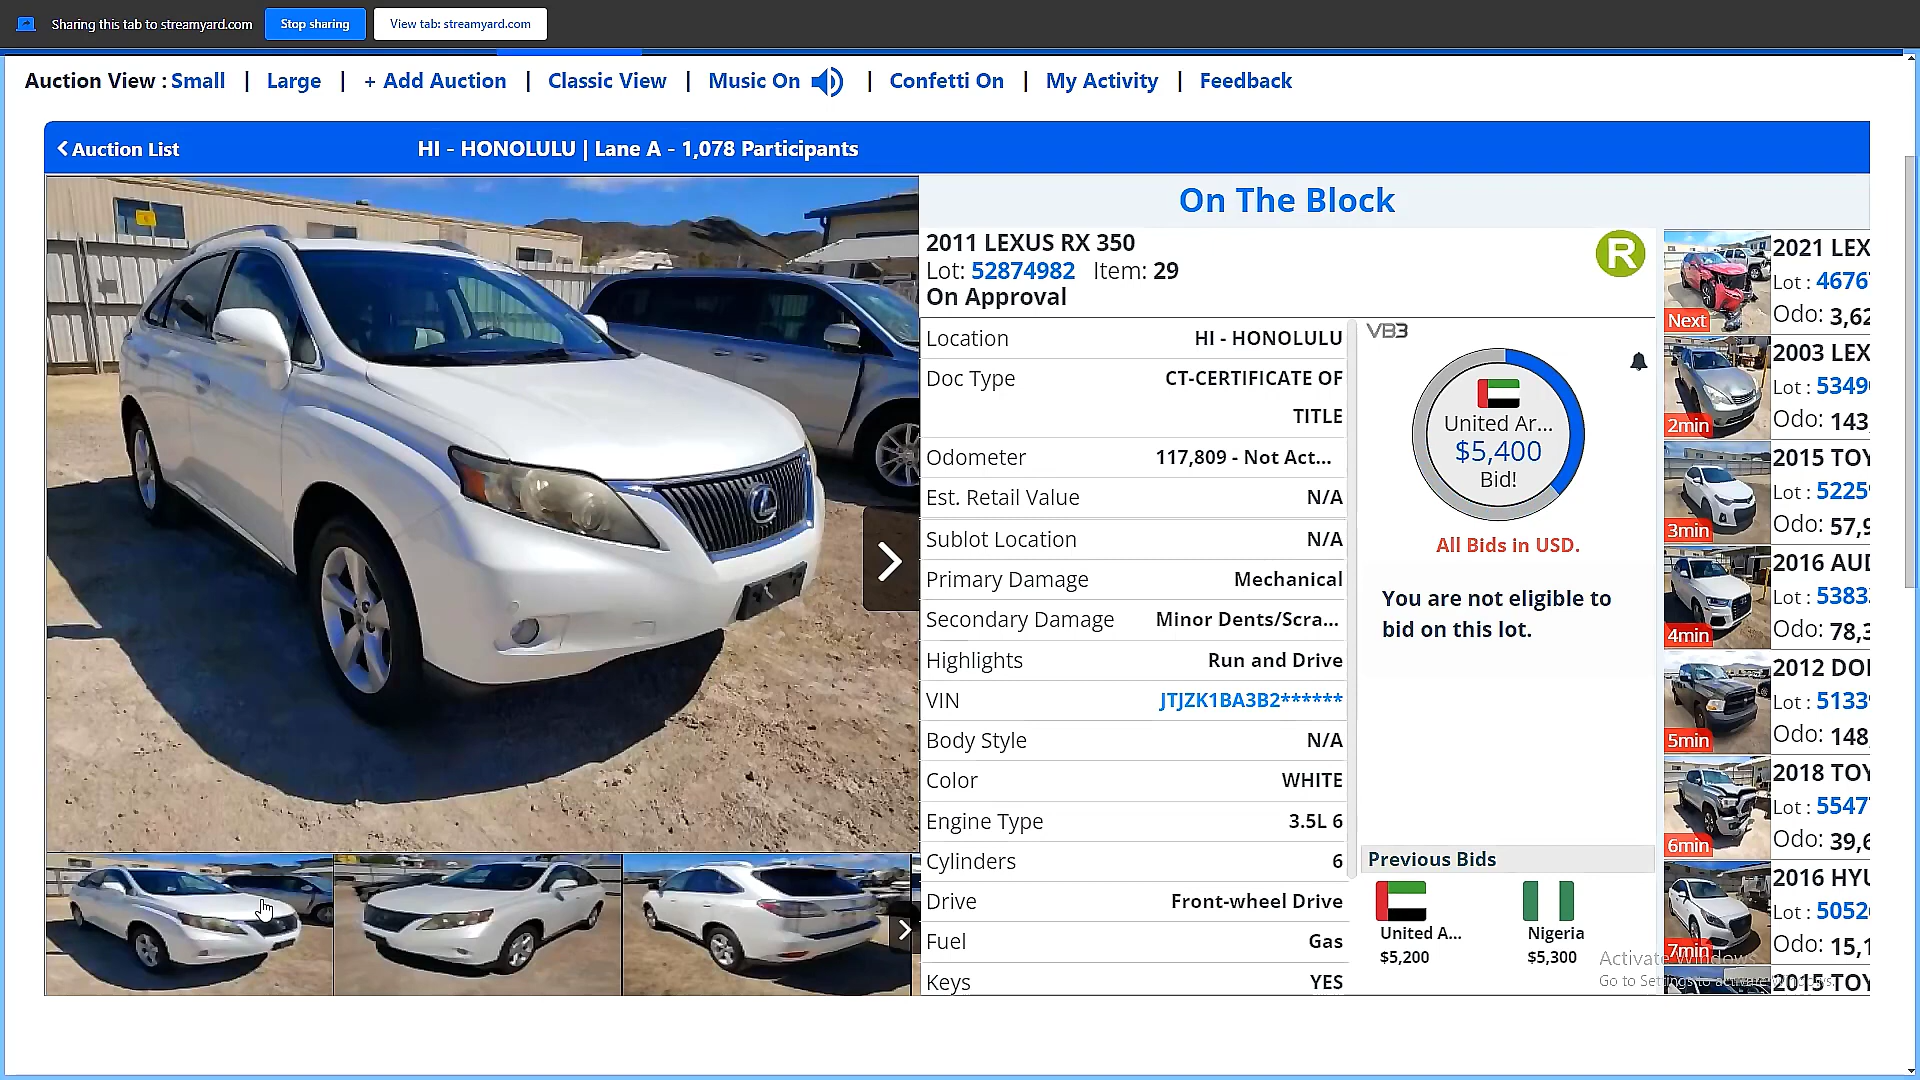 Sharing this tab to streamyard.com
Stop sharing
View tab: streamyard.com
Auction View : Small | Large | + Add Auction | Classic View | Music On | Confetti On | My Activity | Feedback
Auction List
HI - HONOLULU | Lane A - 1,078 Participants
On The Block
2011 LEXUS RX 350
Lot: 52874982 Item: 29
On Approval
R
Location HI - HONOLULU
Doc Type CT-CERTIFICATE OF
TITLE
Odometer 117,809 - Not Act...
Est. Retail Value N/A
Sublot Location N/A
Primary Damage Mechanical
Secondary Damage Minor Dents/Scra...
Highlights Run and Drive
VIN JTJZK1BA3B2******
Body Style N/A
Color WHITE
Engine Type 3.5L 6
Cylinders 6
Drive Front-wheel Drive
Fuel Gas
Keys YES
VB3
United Ar...
$5,400
Bid!
All Bids in USD.
You are not eligible to
bid on this lot.
Previous Bids
United A...
$5,200
Nigeria
$5,300
2021 LEX
Lot : 4676
Odo: 3,62
Next
2003 LEX
Lot : 5349
Odo: 143,
2min
2015 TOY
Lot : 5225
Odo: 57,9
3min
2016 AUD
Lot : 5383
Odo: 78,3
4min
2012 DO
Lot : 5133
Odo: 148,
5min
2018 TOY
Lot : 5547
Odo: 39,6
6min
2016 HYU
Lot : 5052
Odo: 15,1
7min
2015 TOY
Activate Windows
Go to Settings to activate Windows.